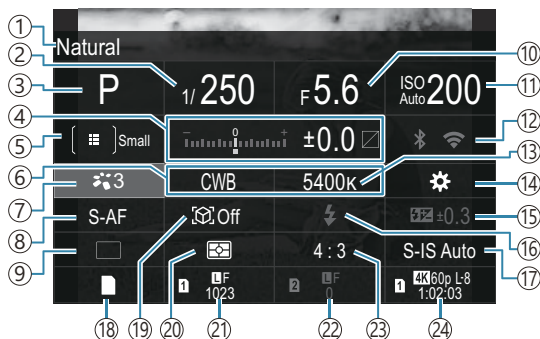 ① Natural
② ⑩
③ P 1/250 F5.6 ISO Auto 200 ⑪
④ ⑫
⑤ Small - 0 + ±0.0
⑥ ⑬
⑦ 3 CWB 5400K ⑭
⑧ S-AF Off ±0.3 ⑮
⑯
⑨ 4:3 S-IS Auto ⑰
1 LF 1023 2 LF 0 1 4K 60p L-8 1:02:03
⑱ ⑲ ⑳ ㉑ ㉒ ㉓ ㉔